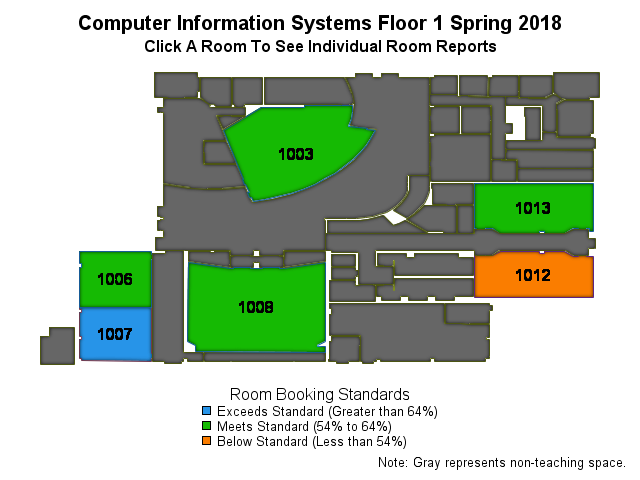 Computer Information Systems Floor 1 Spring 2018
Click A Room To See Individual Room Reports
1003
1013
1006
1012
1007
1008
Room Booking Standards
Exceeds Standard (Greater than 64%)
Meets Standard (54% to 64%)
Below Standard (Less than 54%)
Note: Gray represents non-teaching space.